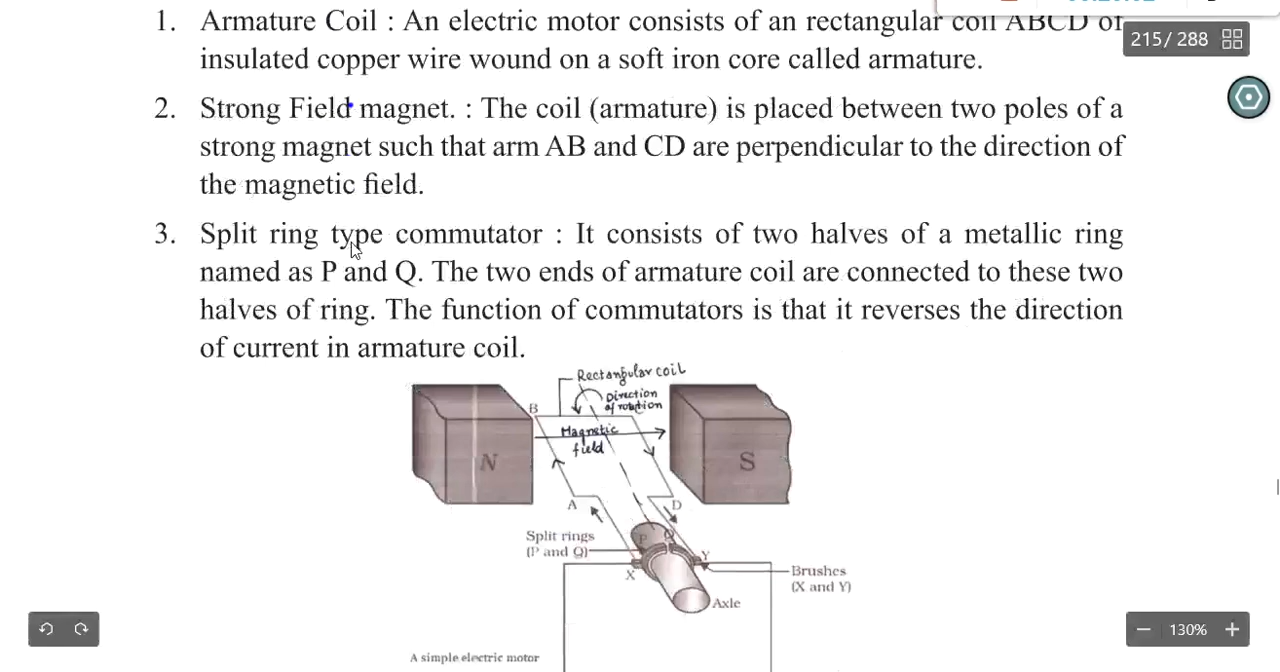 1. Armature Coil : An electric motor consists of an rectangular coil ABCD of
215/ 288
insulated copper wire wound on a soft iron core called armature.
2. Strong Field magnet. : The coil (armature) is placed between two poles of a
strong magnet such that arm AB and CD are perpendicular to the direction of
the magnetic field.
3. Split ring type commutator : It consists of two halves of a metallic ring
named as P and Q. The two ends of armature coil are connected to these two
halves of ring. The function of commutators is that it reverses the direction
of current in armature coil.
Rectangular coil
Direction
of rotation
B
Magnetic
field
N
S
A
D
Split rings
(P and Q)
P
Q
X
Y
Brushes
(X and Y)
Axle
A simple electric motor
130%